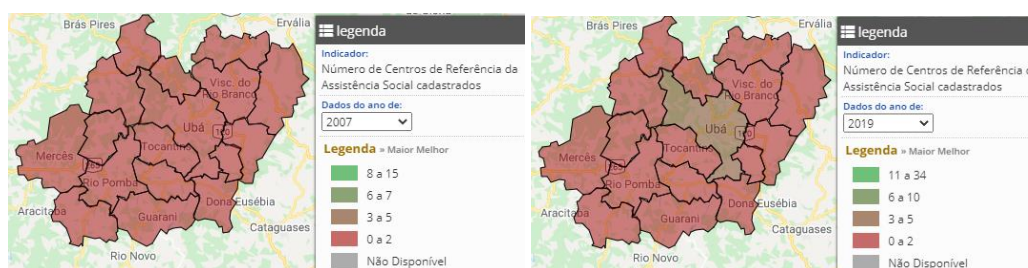 Brás Pires
Ervália
Visc. do
Rio Branco
Ubá
Tocantins
Mercês
Rio Pomba
Aracitaba
Guarani
Dona Eusébia
Cataguases
Rio Novo
legenda
Indicador:
Número de Centros de Referência da
Assistência Social cadastrados
Dados do ano de:
2007
Legenda » Maior Melhor
8 a 15
6 a 7
3 a 5
0 a 2
Não Disponível
Brás Pires
Ervália
Visc. do
Rio Branco
Ubá
Tocantins
Mercês
Rio Pomba
Aracitaba
Guarani
Dona Eusébia
Cataguases
Rio Novo
legenda
Indicador:
Número de Centros de Referência
Assistência Social cadastrados
Dados do ano de:
2019
Legenda » Maior Melhor
11 a 34
6 a 10
3 a 5
0 a 2
Não Disponível